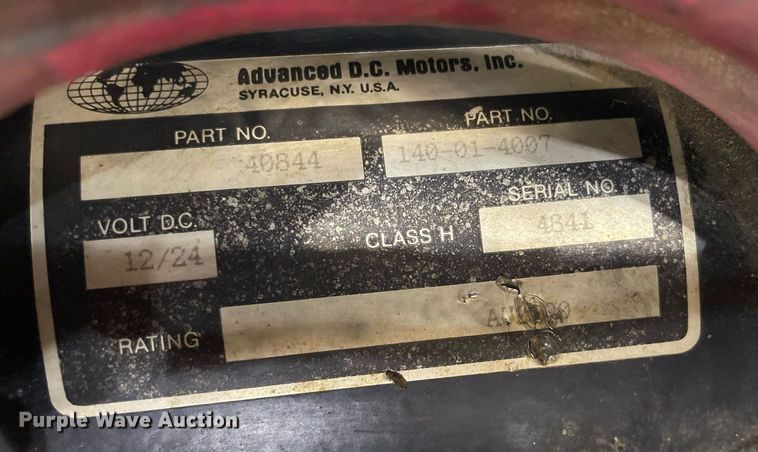 Advanced D.C. Motors, Inc.
SYRACUSE, N.Y. U.S.A.
PART NO. PART NO.
40844 140-01-4007
VOLT D.C. CLASS H SERIAL NO.
12/24 4841
RATING
Purple Wave Auction